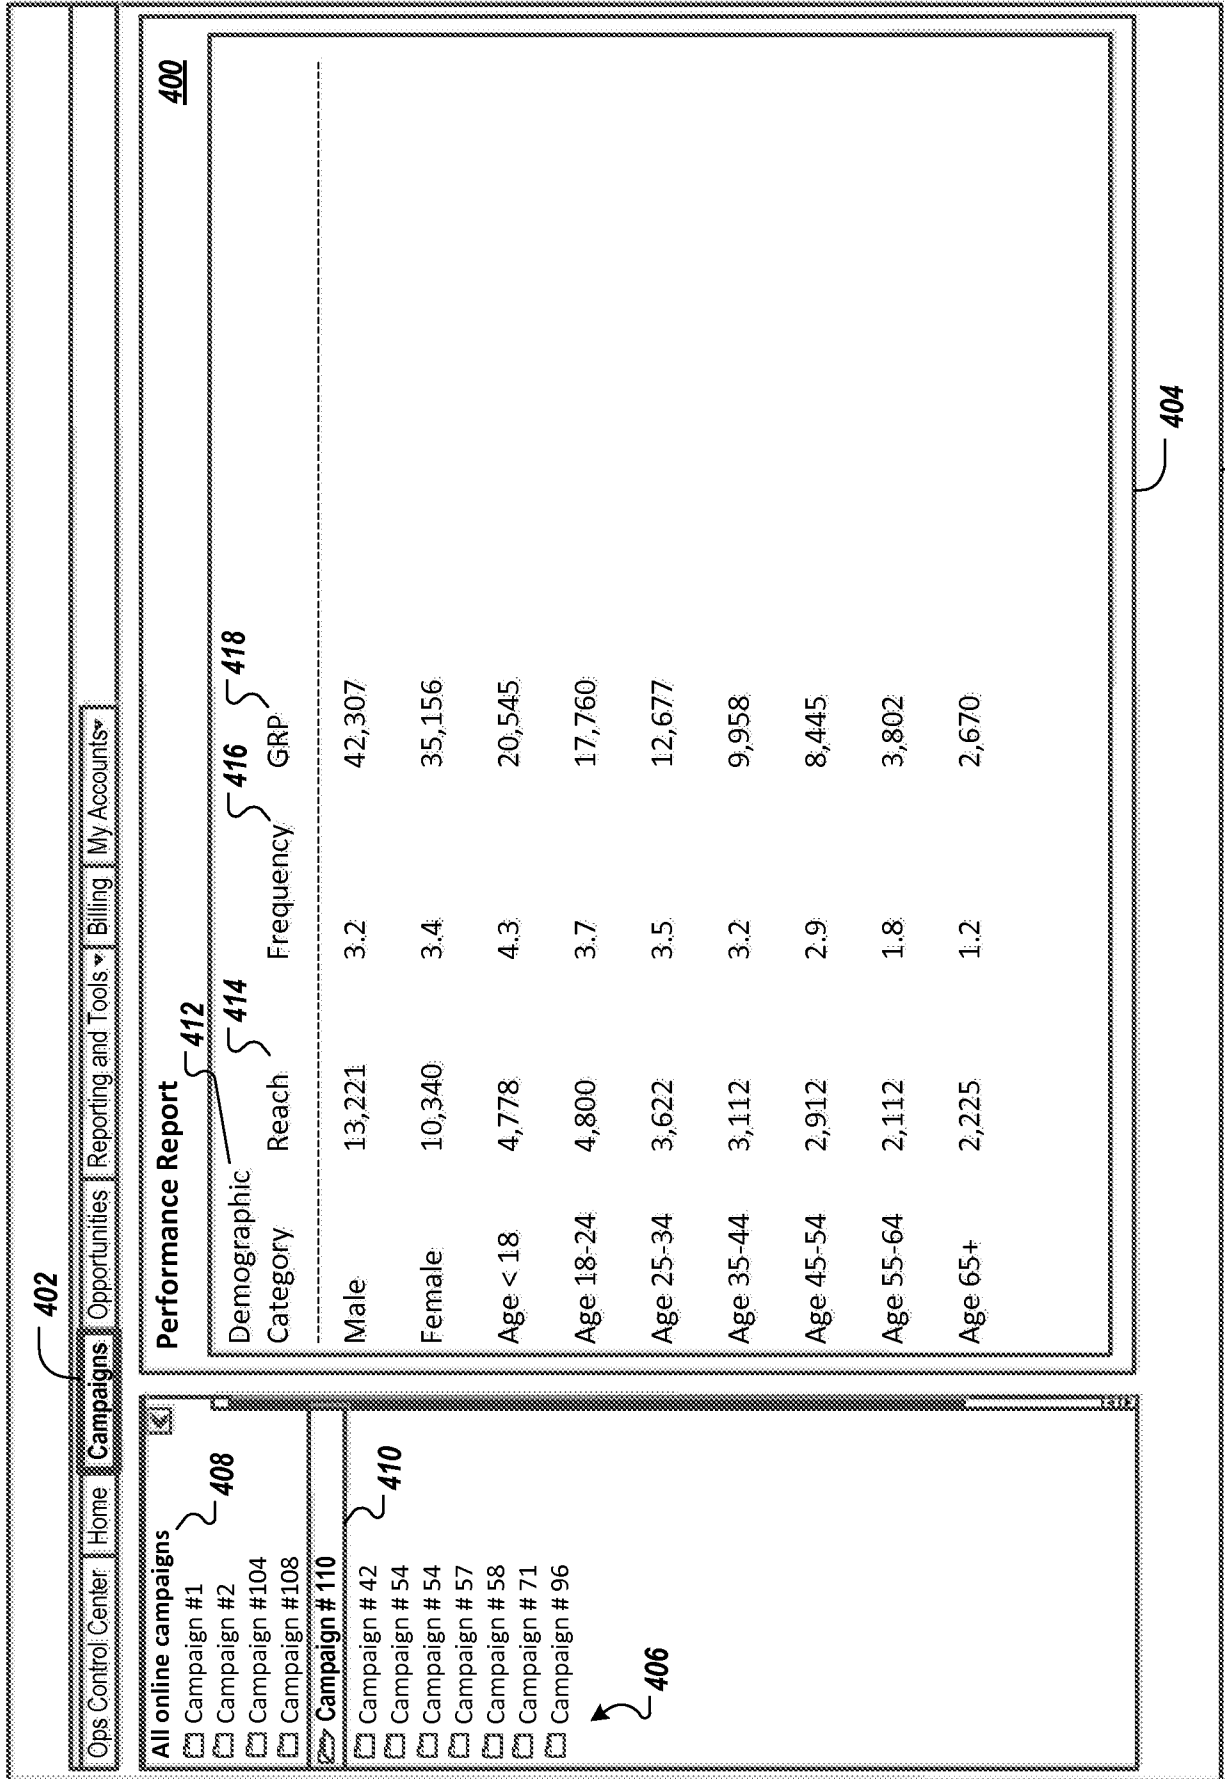 402
Ops Control Center Home Campaigns Opportunities Reporting and Tools ▾ Billing My Accounts▾
All online campaigns
408
Campaign #1
Campaign #2
Campaign #104
Campaign #108
Campaign # 110
410
Campaign # 42
Campaign # 54
Campaign # 54
Campaign # 57
Campaign # 58
Campaign # 71
Campaign # 96
406
Performance Report
400
412
414
416
418
Demographic
Category Reach Frequency GRP
Male 13,221 3.2 42,307
Female 10,340 3.4 35,156
Age < 18 4,778 4.3 20,545
Age 18-24 4,800 3.7 17,760
Age 25-34 3,622 3.5 12,677
Age 35-44 3,112 3.2 9,958
Age 45-54 2,912 2.9 8,445
Age 55-64 2,112 1.8 3,802
Age 65+ 2,225 1.2 2,670
404